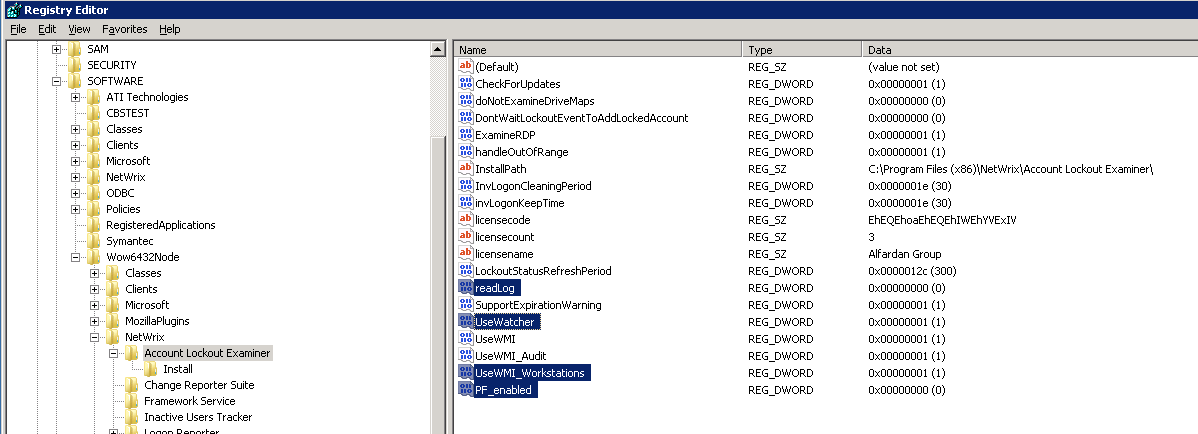 Registry Editor
File Edit View Favorites Help
SAM
SECURITY
SOFTWARE
ATI Technologies
CBSTEST
Classes
Clients
Microsoft
NetWrix
ODBC
Policies
RegisteredApplications
Symantec
Wow6432Node
Classes
Clients
Microsoft
MozillaPlugins
NetWrix
Account Lockout Examiner
Install
Change Reporter Suite
Framework Service
Inactive Users Tracker
Logon Reporter
Name Type Data
(Default) REG_SZ (value not set)
CheckForUpdates REG_DWORD 0x00000001 (1)
doNotExamineDriveMaps REG_DWORD 0x00000000 (0)
DontWaitLockoutEventToAddLockedAccount REG_DWORD 0x00000000 (0)
ExamineRDP REG_DWORD 0x00000001 (1)
handleOutOfRange REG_DWORD 0x00000001 (1)
InstallPath REG_SZ C:\Program Files (x86)\NetWrix\Account Lockout Examiner\
InvLogonCleaningPeriod REG_DWORD 0x0000001e (30)
invLogonKeepTime REG_DWORD 0x0000001e (30)
licensecode REG_SZ EhEQEhoaEhEQEhIWEhYVExIV
licensecount REG_SZ 3
licensename REG_SZ Alfardan Group
LockoutStatusRefreshPeriod REG_DWORD 0x0000012c (300)
readLog REG_DWORD 0x00000000 (0)
SupportExpirationWarning REG_DWORD 0x00000001 (1)
UseWatcher REG_DWORD 0x00000001 (1)
UseWMI REG_DWORD 0x00000001 (1)
UseWMI_Audit REG_DWORD 0x00000001 (1)
UseWMI_Workstations REG_DWORD 0x00000001 (1)
PF_enabled REG_DWORD 0x00000000 (0)